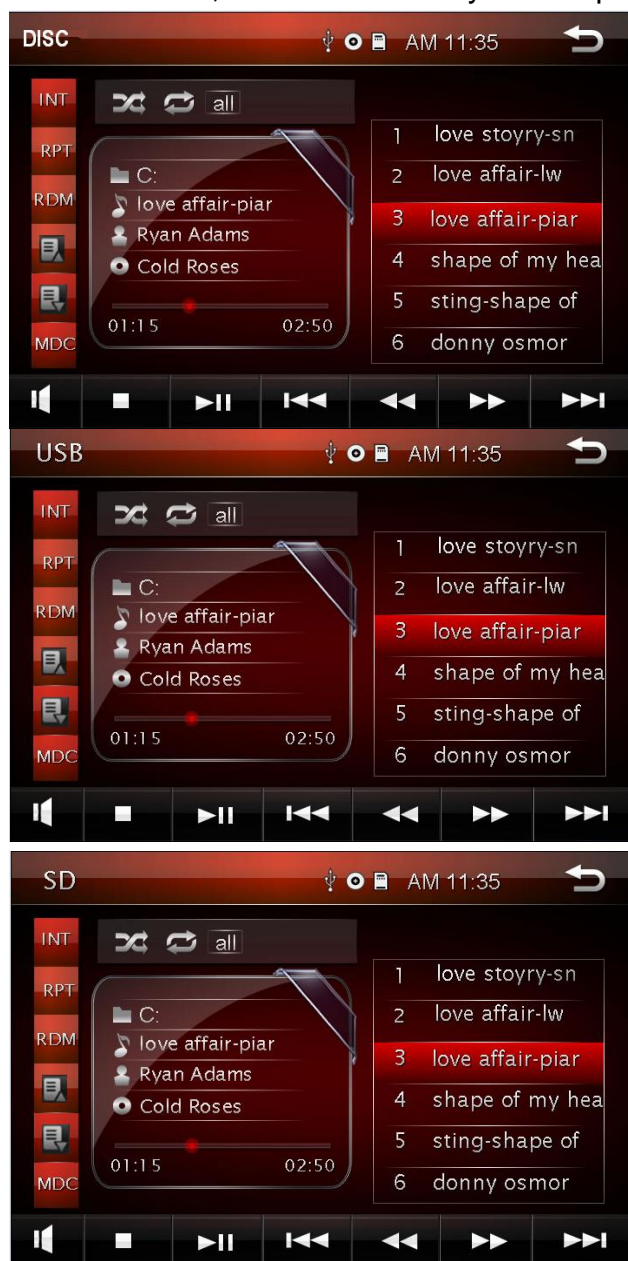 DISC AM 11:35
INT all
RPT
RDM
MDC
C:
love affair-piar
Ryan Adams
Cold Roses
01:15 02:50
1 love stoyry-sn
2 love affair-lw
3 love affair-piar
4 shape of my hea
5 sting-shape of
6 donny osmor
USB AM 11:35
INT all
RPT
RDM
MDC
C:
love affair-piar
Ryan Adams
Cold Roses
01:15 02:50
1 love stoyry-sn
2 love affair-lw
3 love affair-piar
4 shape of my hea
5 sting-shape of
6 donny osmor
SD AM 11:35
INT all
RPT
RDM
MDC
C:
love affair-piar
Ryan Adams
Cold Roses
01:15 02:50
1 love stoyry-sn
2 love affair-lw
3 love affair-piar
4 shape of my hea
5 sting-shape of
6 donny osmor